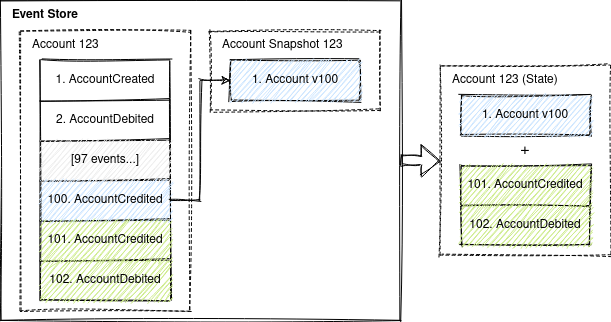 Event Store
Account 123
1. AccountCreated
2. AccountDebited
[97 events...]
100. AccountCredited
101. AccountCredited
102. AccountDebited
Account Snapshot 123
1. Account v100
Account 123 (State)
1. Account v100
+
101. AccountCredited
102. AccountDebited